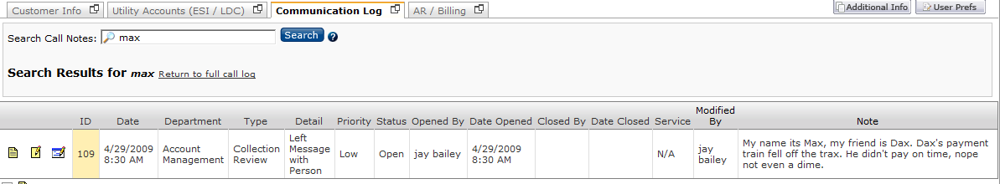 Customer Info Utility Accounts (ESI / LDC) Communication Log AR / Billing Additional Info User Prefs
Search Call Notes: max Search ?
Search Results for max Return to full call log
ID Date Department Type Detail Priority Status Opened By Date Opened Closed By Date Closed Service Modified By Note
109 4/29/2009 8:30 AM Account Management Collection Review Left Message with Person Low Open jay bailey 4/29/2009 8:30 AM N/A jay bailey My name its Max, my friend is Dax. Dax's payment train fell off the trax. He didn't pay on time, nope not even a dime.